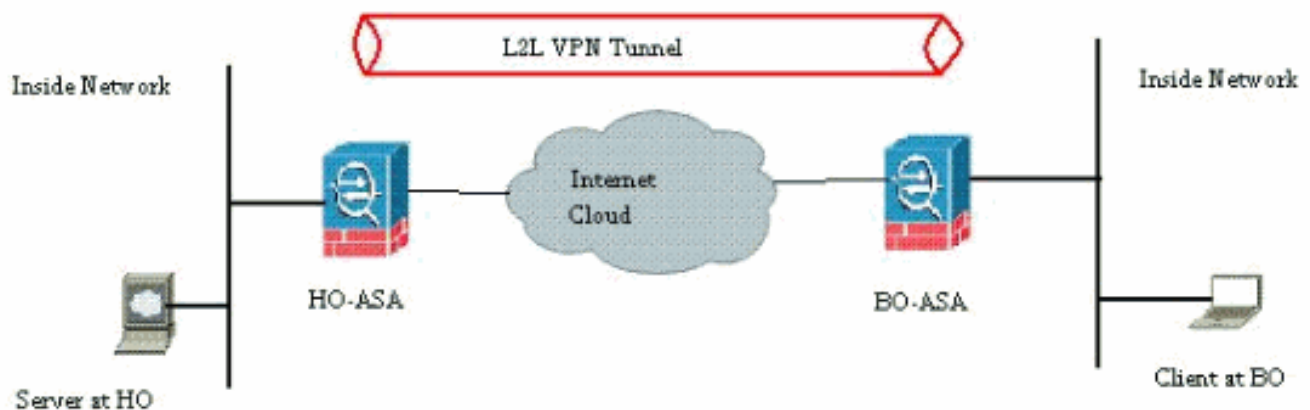 L2L VPN Tunnel
Inside Network
Inside Network
Internet
Cloud
HO-ASA
BO-ASA
Server at HO
Client at BO